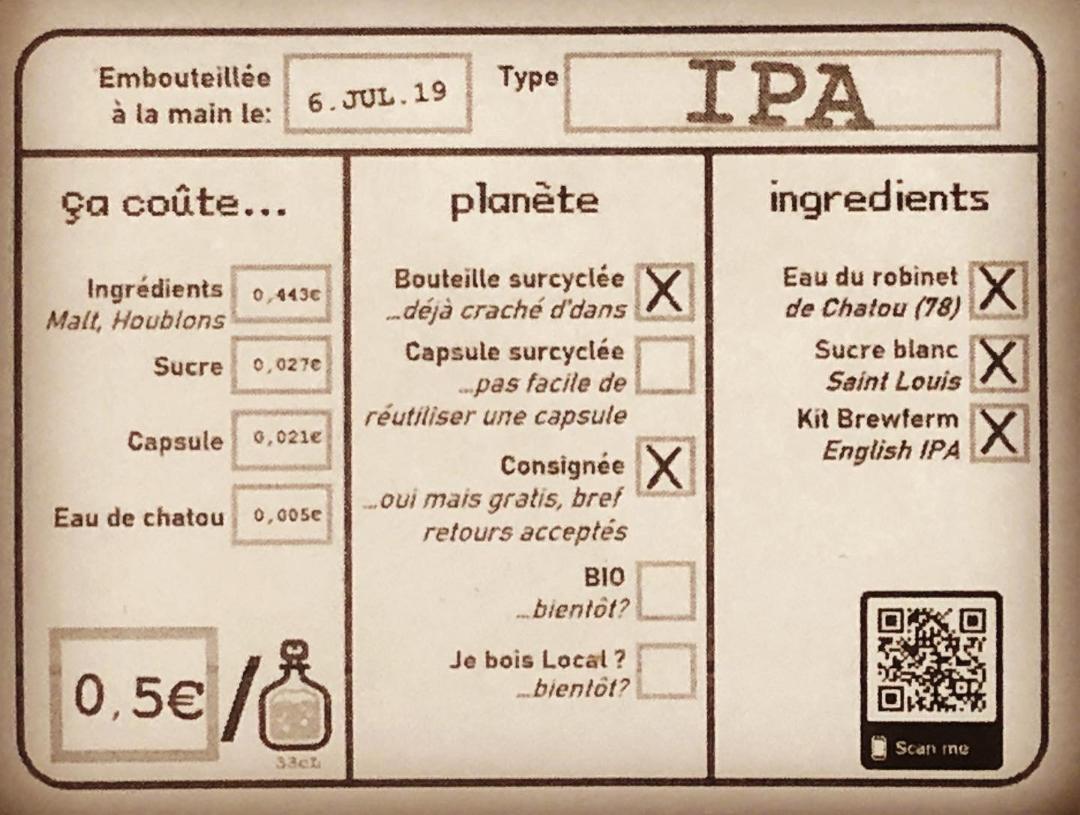 Embouteillée
à la main le:
6.JUL.19
Type
IPA
ça coûte...
Ingrédients
0,443€
Malt, Houblons
Sucre
0,027€
Capsule
0,021€
Eau de chatou
0,005€
0,5€
/
33cL
planète
Bouteille surcyclée
X
...déjà craché d'dans
Capsule surcyclée
...pas facile de
réutiliser une capsule
Consignée
X
...oui mais gratis, bref
retours acceptés
BIO
...bientôt?
Je bois Local ?
...bientôt?
ingredients
Eau du robinet
X
de Chatou (78)
Sucre blanc
X
Saint Louis
Kit Brewferm
X
English IPA
Scan me